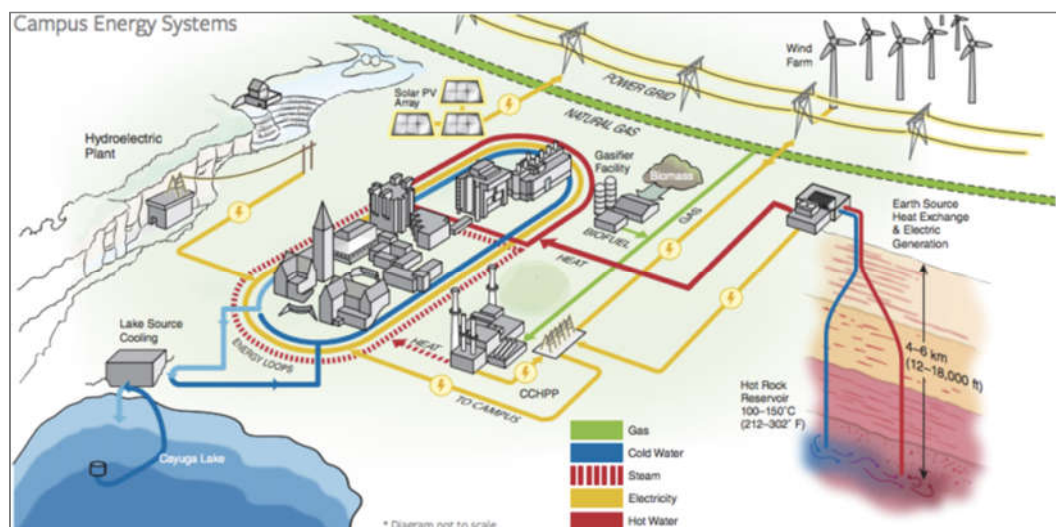 Campus Energy Systems
Wind
Farm
POWER GRID
Solar PV
Array
NATURAL GAS
Hydroelectric
Plant
Gasifier
Facility
Biomass
GAS
BIOFUEL
Earth Source
Heat Exchange
& Electric
Generation
HEAT
Lake Source
Cooling
ENERGY LOOPS
HEAT
4–6 km
(12–18,000 ft)
CCHPP
TO CAMPUS
Hot Rock
Reservoir
100–150°C
(212–302° F)
Cayuga Lake
Gas
Cold Water
Steam
Electricity
Hot Water
* Diagram not to scale